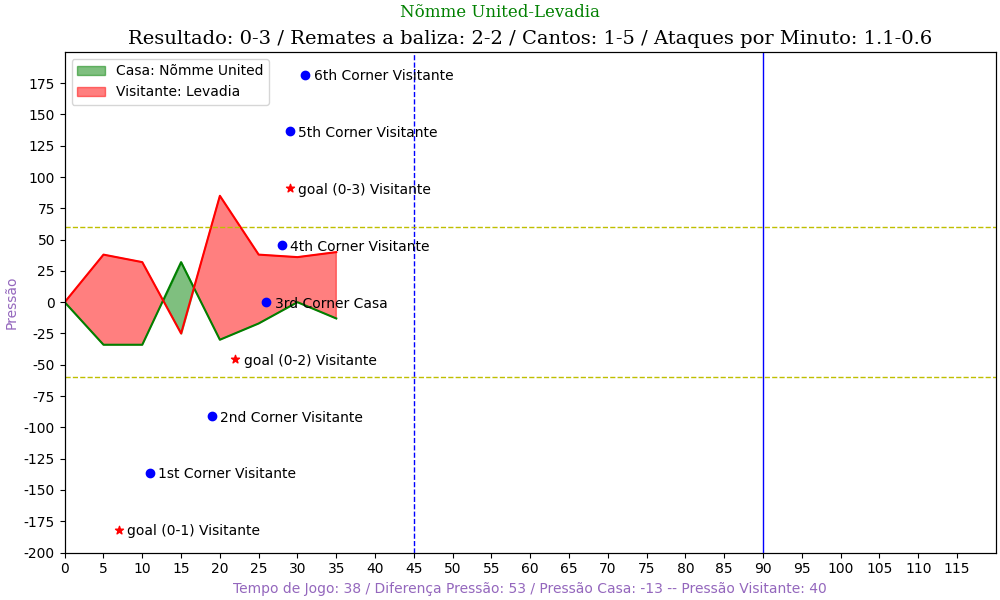 Nõmme United-Levadia
Resultado: 0-3 / Remates a baliza: 2-2 / Cantos: 1-5 / Ataques por Minuto: 1.1-0.6
Casa: Nõmme United
Visitante: Levadia
6th Corner Visitante
5th Corner Visitante
goal (0-3) Visitante
4th Corner Visitante
3rd Corner Casa
goal (0-2) Visitante
2nd Corner Visitante
1st Corner Visitante
goal (0-1) Visitante
Pressão
175
150
125
100
75
50
25
0
-25
-50
-75
-100
-125
-150
-175
-200
0 5 10 15 20 25 30 35 40 45 50 55 60 65 70 75 80 85 90 95 100 105 110 115
Tempo de Jogo: 38 / Diferença Pressão: 53 / Pressão Casa: -13 -- Pressão Visitante: 40